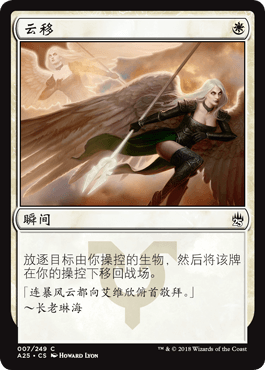 云移
瞬间
放逐目标由你操控的生物，然后将该牌
在你的操控下移回战场。
「连暴风云都向艾维欣俯首敬拜。」
～长老琳海
007/249 C
A25 • CS Howard Lyon
™ & © 2018 Wizards of the Coast